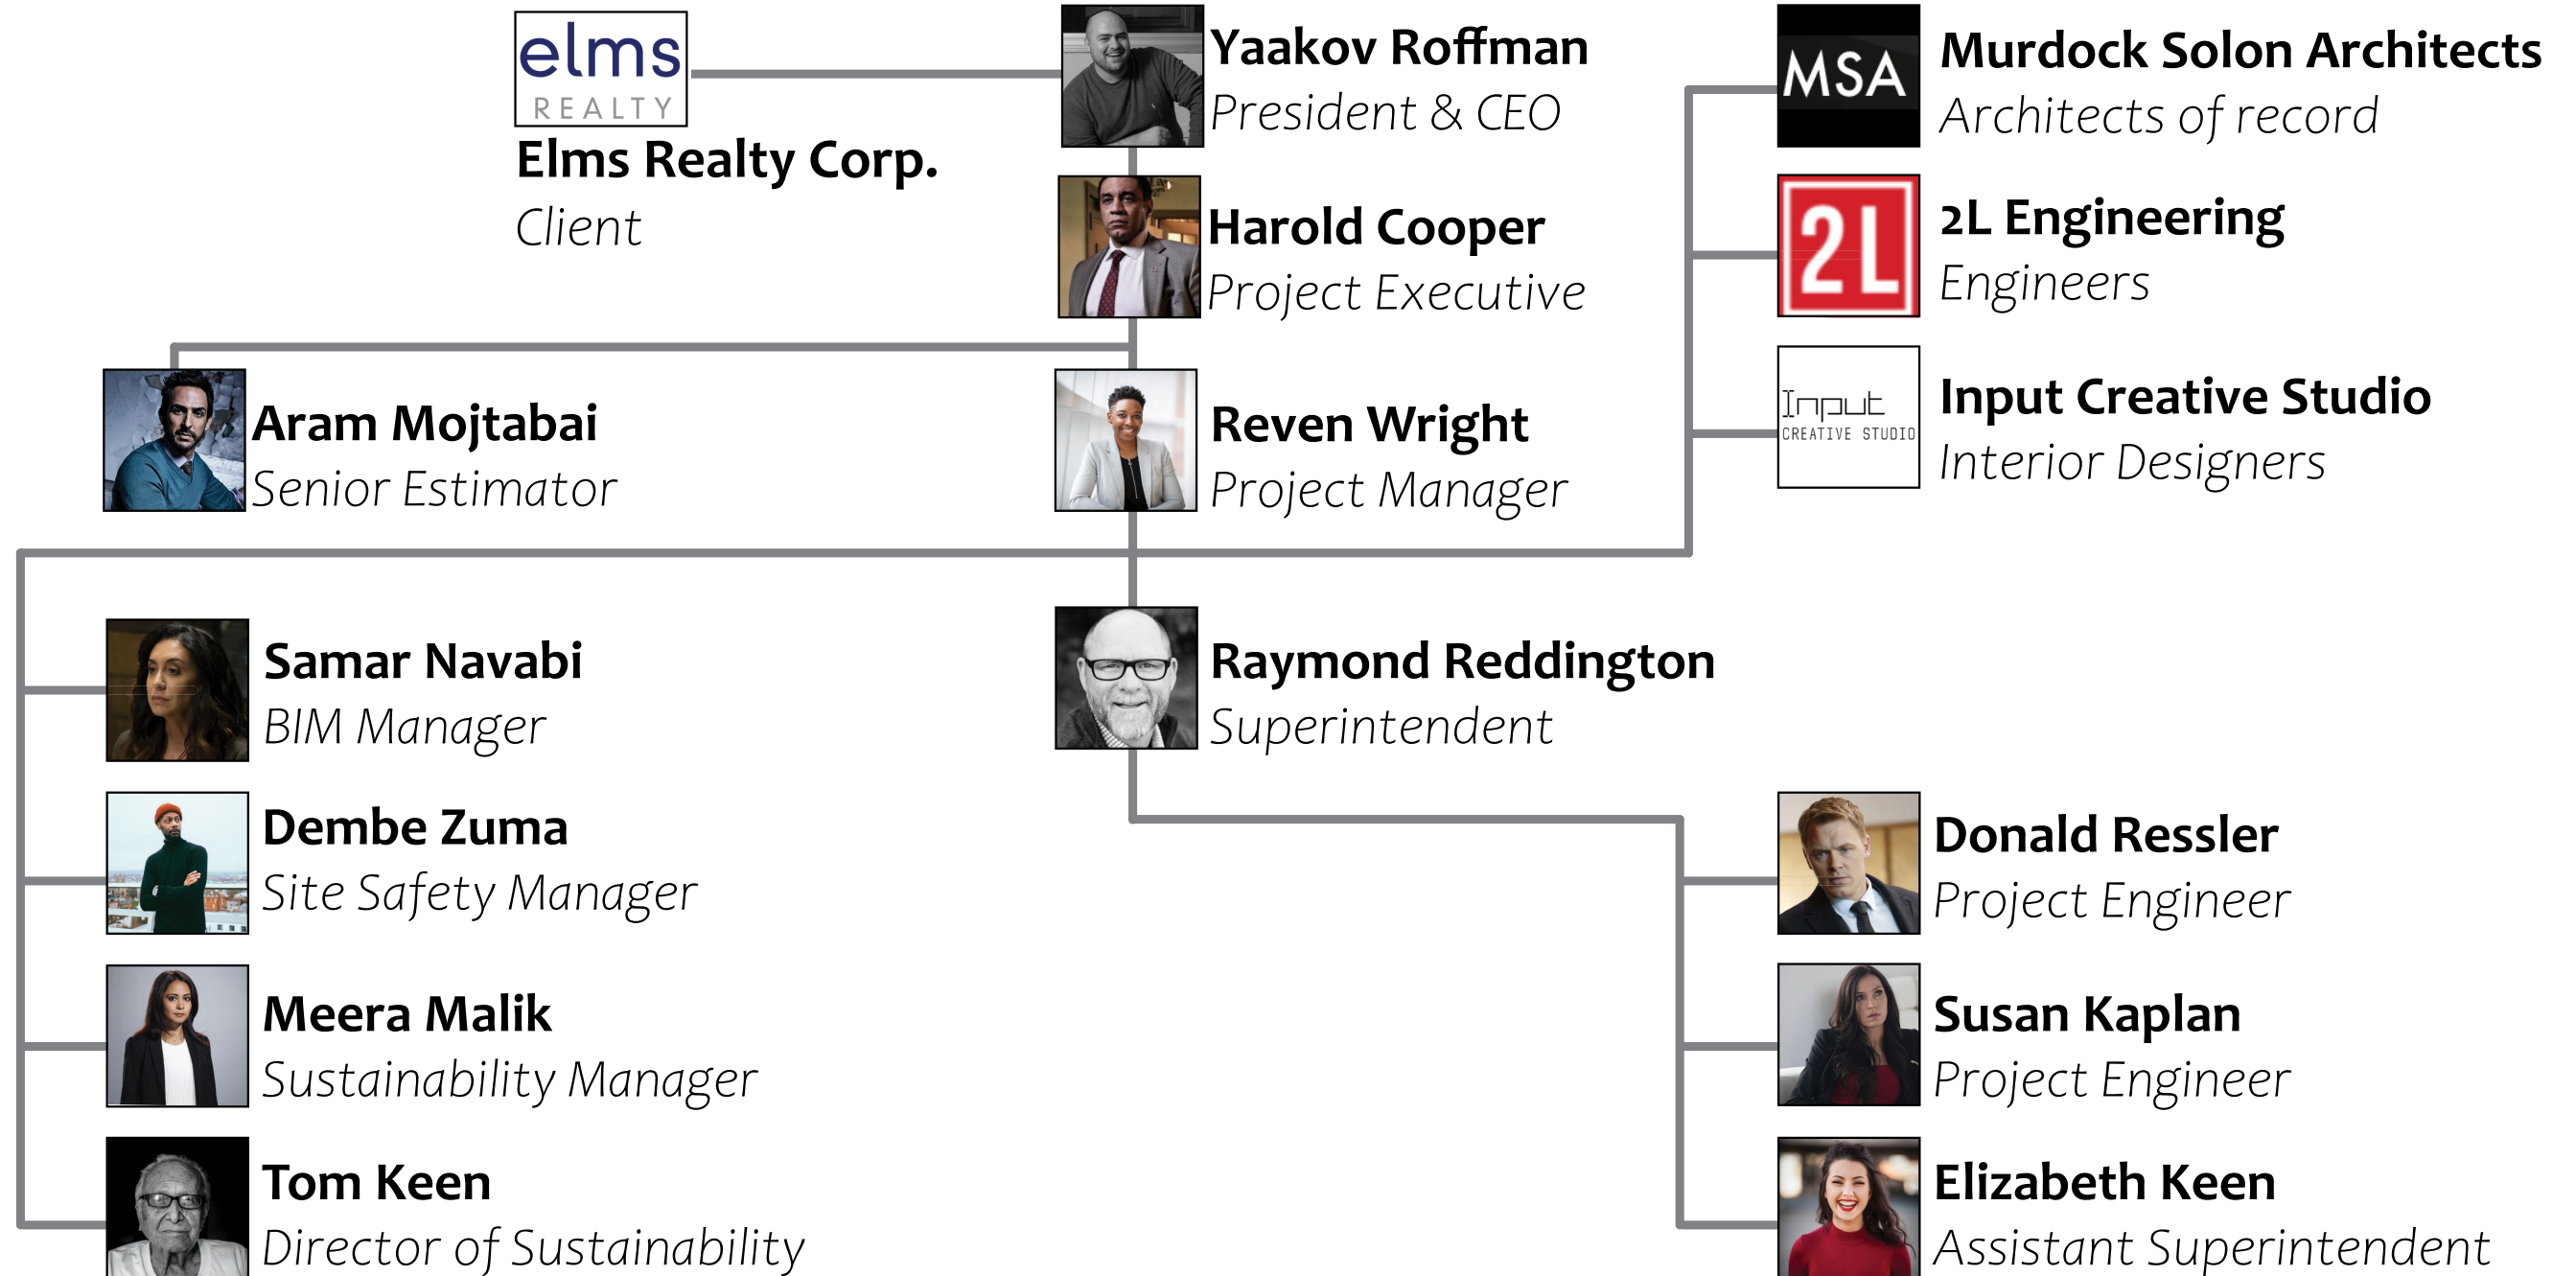 elms
REALTY
Elms Realty Corp.
Client
Yaakov Roffman
President & CEO
Harold Cooper
Project Executive
MSA
Murdock Solon Architects
Architects of record
2L
2L Engineering
Engineers
Input
CREATIVE STUDIO
Input Creative Studio
Interior Designers
Aram Mojtabai
Senior Estimator
Reven Wright
Project Manager
Samar Navabi
BIM Manager
Raymond Reddington
Superintendent
Dembe Zuma
Site Safety Manager
Donald Ressler
Project Engineer
Meera Malik
Sustainability Manager
Susan Kaplan
Project Engineer
Tom Keen
Director of Sustainability
Elizabeth Keen
Assistant Superintendent